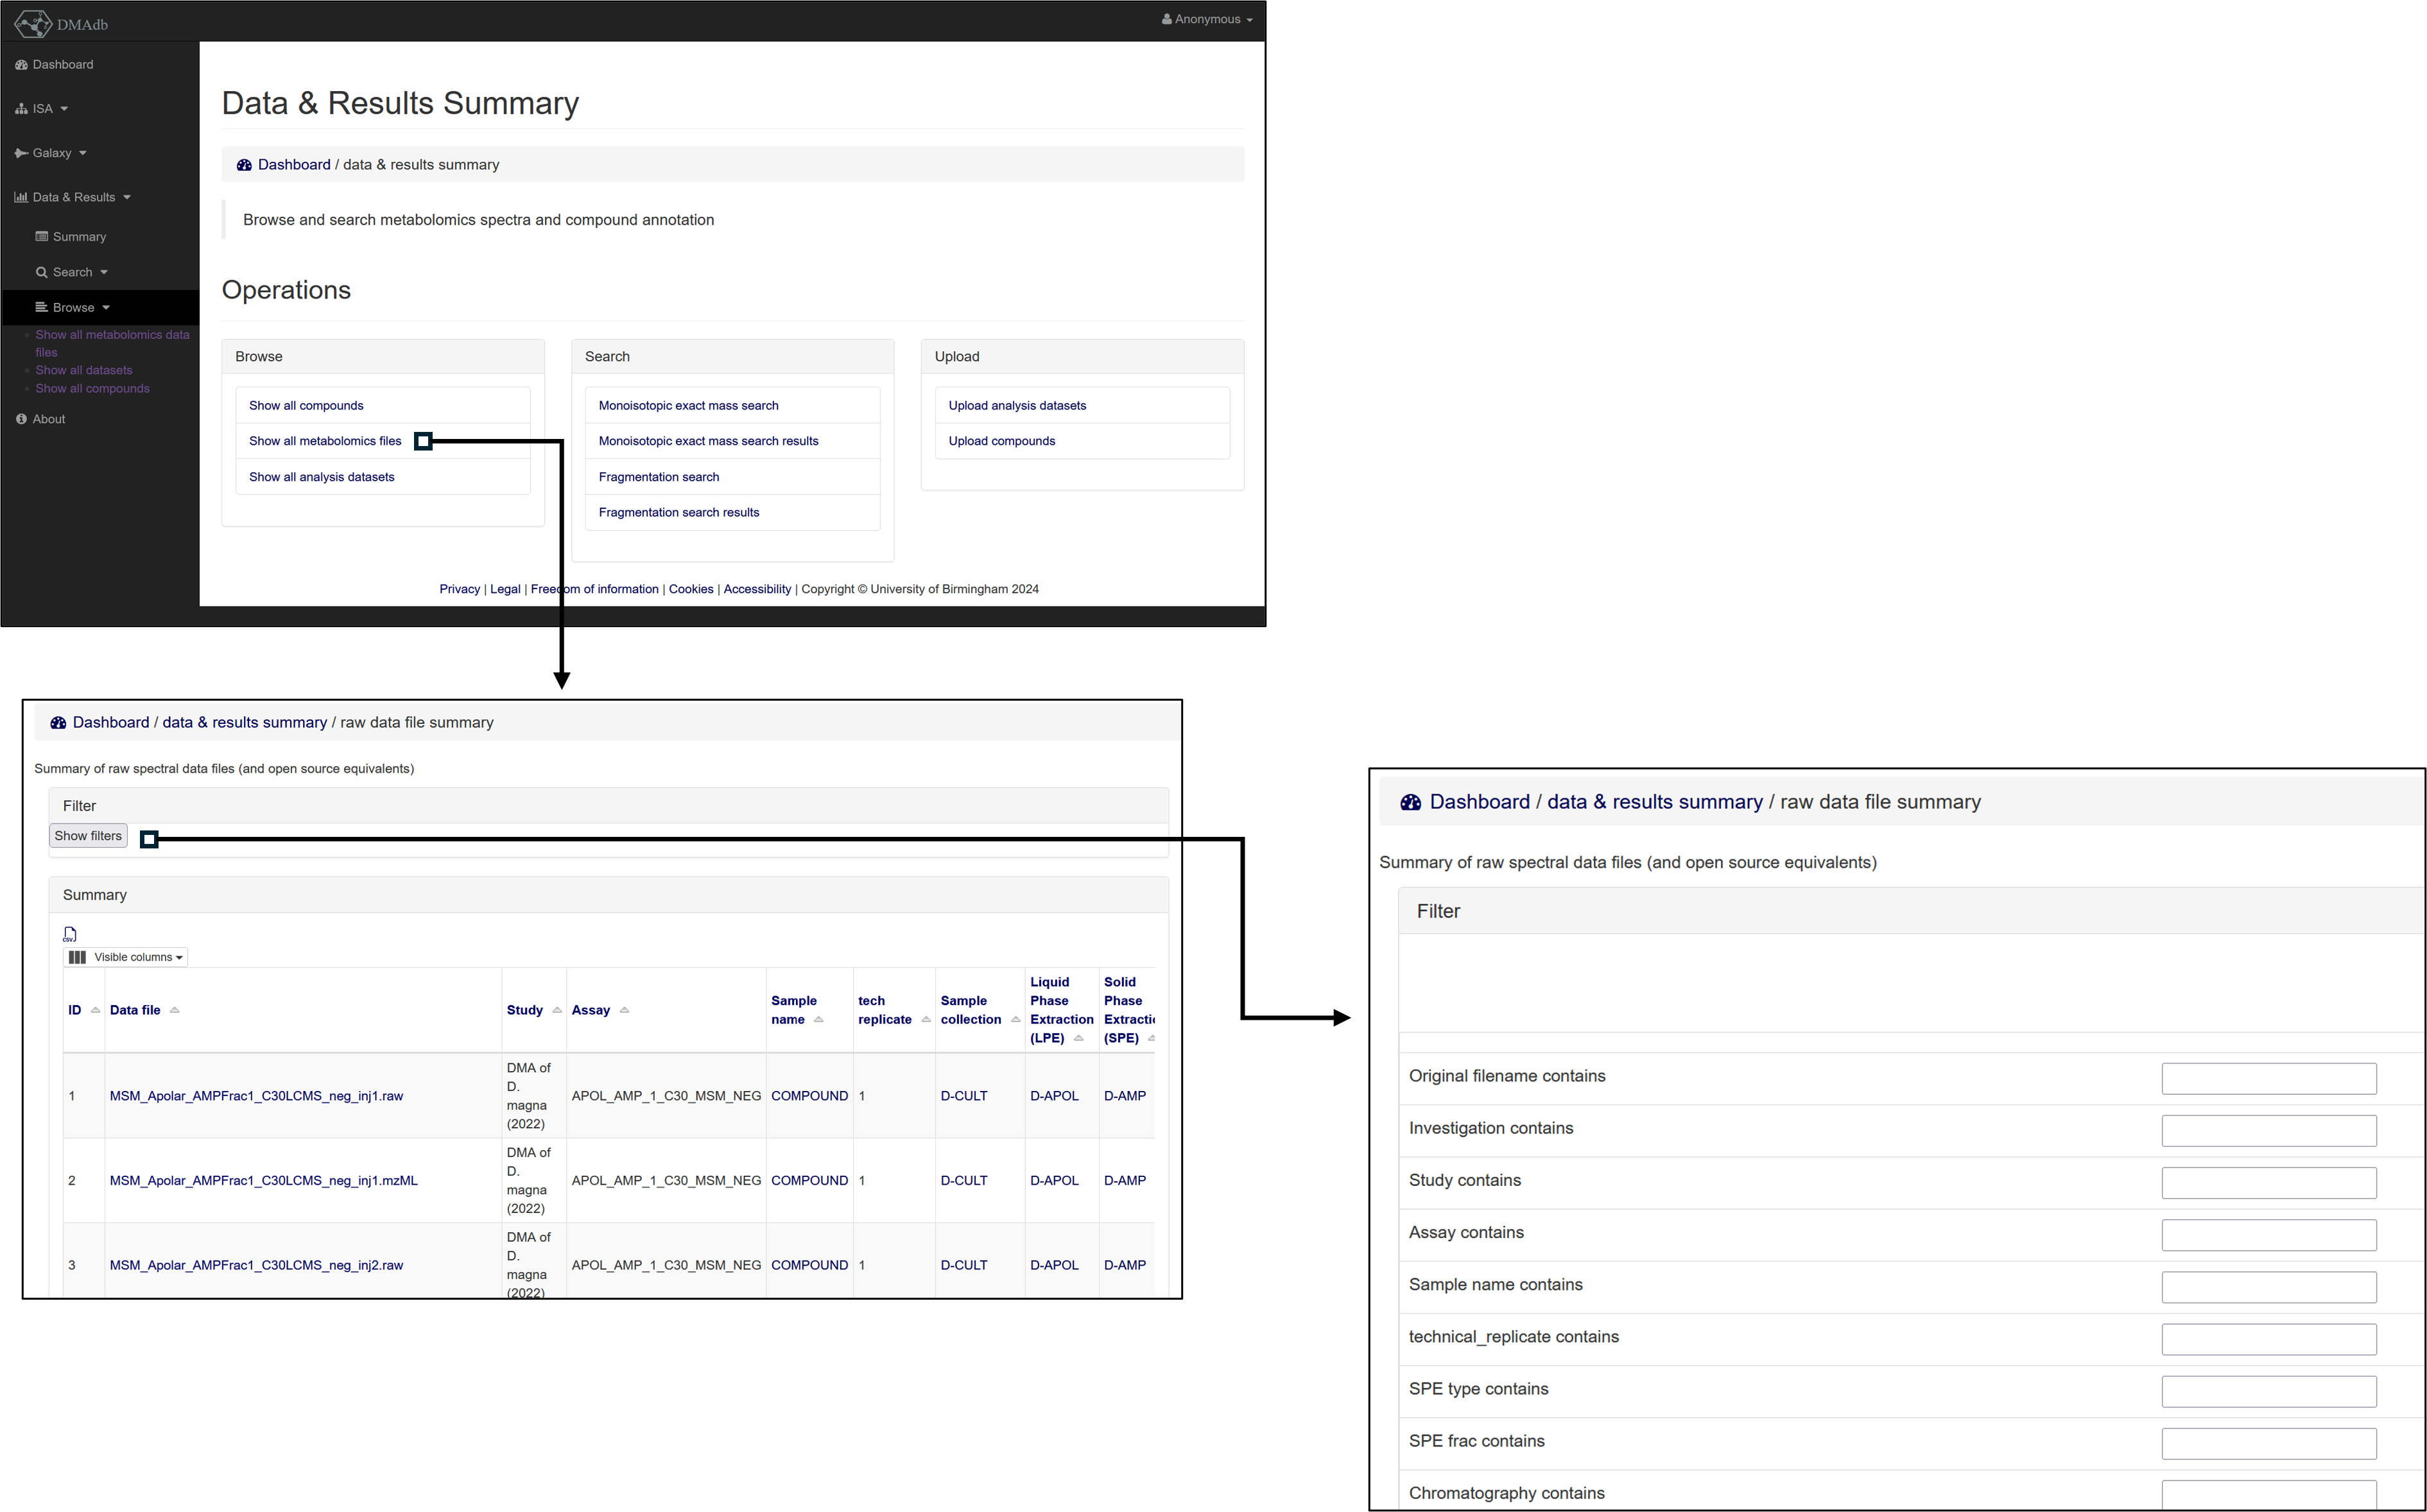 DMAdb
Anonymous
Dashboard
ISA
Galaxy
Data & Results
Summary
Search
Browse
Show all metabolomics data
files
Show all datasets
Show all compounds
About
Data & Results Summary
Dashboard / data & results summary
Browse and search metabolomics spectra and compound annotation
Operations
Browse
Show all compounds
Show all metabolomics files
Show all analysis datasets
Search
Monoisotopic exact mass search
Monoisotopic exact mass search results
Fragmentation search
Fragmentation search results
Upload
Upload analysis datasets
Upload compounds
Privacy | Legal | Freedom of information | Cookies | Accessibility | Copyright © University of Birmingham 2024
Dashboard / data & results summary / raw data file summary
Summary of raw spectral data files (and open source equivalents)
Filter
Show filters
Summary
CSV
Visible columns
ID
Data file
Study
Assay
Sample
name
tech
replicate
Sample
collection
Liquid
Phase
Extraction
(LPE)
Solid
Phase
Extractio
(SPE)
1
MSM_Apolar_AMPFrac1_C30LCMS_neg_inj1.raw
DMA of
D.
magna
(2022)
APOL_AMP_1_C30_MSM_NEG
COMPOUND
1
D-CULT
D-APOL
D-AMP
2
MSM_Apolar_AMPFrac1_C30LCMS_neg_inj1.mzML
DMA of
D.
magna
(2022)
APOL_AMP_1_C30_MSM_NEG
COMPOUND
1
D-CULT
D-APOL
D-AMP
3
MSM_Apolar_AMPFrac1_C30LCMS_neg_inj2.raw
DMA of
D.
magna
(2022)
APOL_AMP_1_C30_MSM_NEG
COMPOUND
1
D-CULT
D-APOL
D-AMP
Dashboard / data & results summary / raw data file summary
Summary of raw spectral data files (and open source equivalents)
Filter
Original filename contains
Investigation contains
Study contains
Assay contains
Sample name contains
technical_replicate contains
SPE type contains
SPE frac contains
Chromatography contains